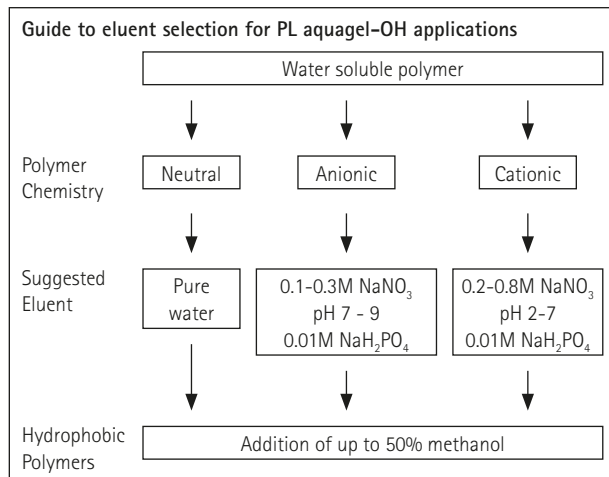 Guide to eluent selection for PL aquagel-OH applications
Water soluble polymer
Polymer
Chemistry
Neutral
Anionic
Cationic
Suggested
Eluent
Pure
water
0.1-0.3M NaNO₃
pH 7 - 9
0.01M NaH₂PO₄
0.2-0.8M NaNO₃
pH 2-7
0.01M NaH₂PO₄
Hydrophobic
Polymers
Addition of up to 50% methanol